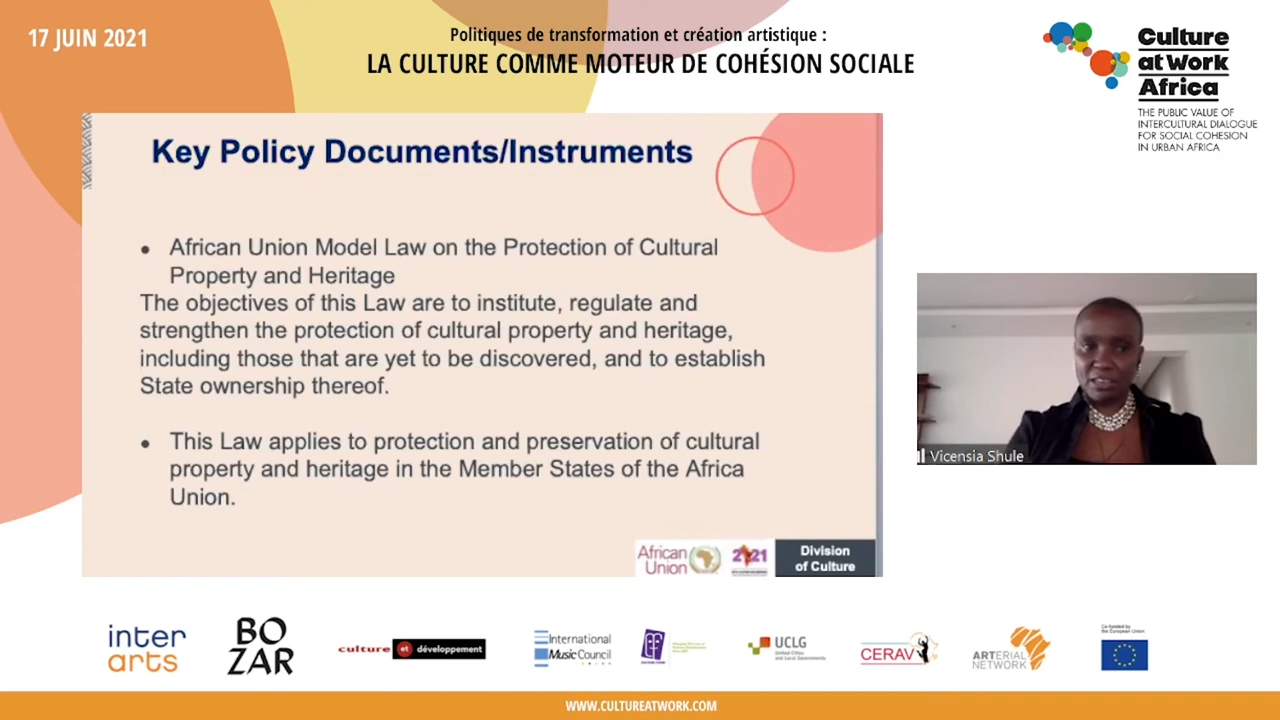 17 JUIN 2021
Politiques de transformation et création artistique :
LA CULTURE COMME MOTEUR DE COHÉSION SOCIALE
Culture
at Work
Africa
THE PUBLIC VALUE OF
INTERCULTURAL DIALOGUE
FOR SOCIAL COHESION
IN URBAN AFRICA
Key Policy Documents/Instruments
• African Union Model Law on the Protection of Cultural
Property and Heritage
The objectives of this Law are to institute, regulate and
strengthen the protection of cultural property and heritage,
including those that are yet to be discovered, and to establish
State ownership thereof.
• This Law applies to protection and preservation of cultural
property and heritage in the Member States of the Africa
Union.
African
Union
2021
Division
of Culture
Vicensia Shule
inter
arts
BO
ZAR
culture et développement
International
Music Council
UCLG
United Cities
and Local Governments
CERAV
ARTERIAL
NETWORK
Co-funded by
the European Union
WWW.CULTUREATWORK.COM